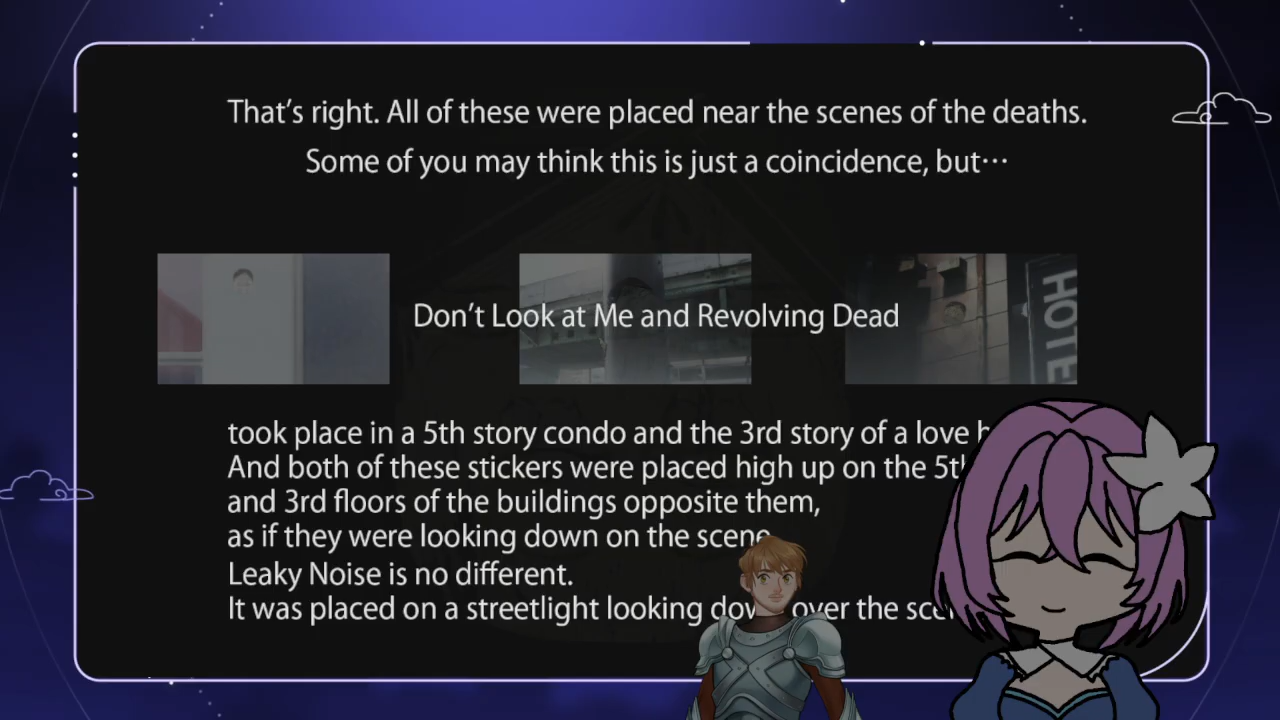 That's right. All of these were placed near the scenes of the deaths.
Some of you may think this is just a coincidence, but…
Don't Look at Me and Revolving Dead
HOTE
took place in a 5th story condo and the 3rd story of a love
And both of these stickers were placed high up on the
and 3rd floors of the buildings opposite them,
as if they were looking down on the scene
Leaky Noise is no different.
It was placed on a streetlight looking over the